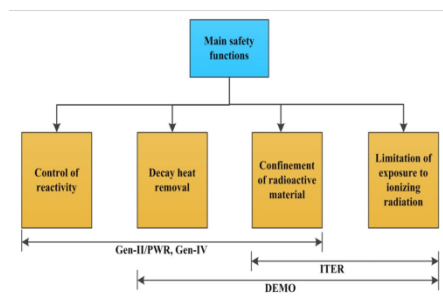 Main safety
functions
Control of
reactivity
Decay heat
removal
Confinement
of radioactive
material
Limitation of
exposure to
ionizing
radiation
Gen-II/PWR, Gen-IV
ITER
DEMO